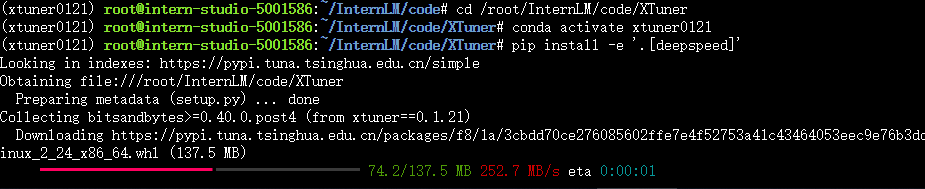 (xtuner0121) root@intern-studio-5001586:~/InternLM/code# cd /root/InternLM/code/XTuner
(xtuner0121) root@intern-studio-5001586:~/InternLM/code/XTuner# conda activate xtuner0121
(xtuner0121) root@intern-studio-5001586:~/InternLM/code/XTuner# pip install -e '.[deepspeed]'
Looking in indexes: https://pypi.tuna.tsinghua.edu.cn/simple
Obtaining file:///root/InternLM/code/XTuner
  Preparing metadata (setup.py) ... done
Collecting bitsandbytes>=0.40.0.post4 (from xtuner==0.1.21)
  Downloading https://pypi.tuna.tsinghua.edu.cn/packages/f8/1a/3cbdd70ce276085602ffe7e4f52753a41c43464053eec9e76b3dd
inux_2_24_x86_64.whl (137.5 MB)
74.2/137.5 MB 252.7 MB/s eta 0:00:01